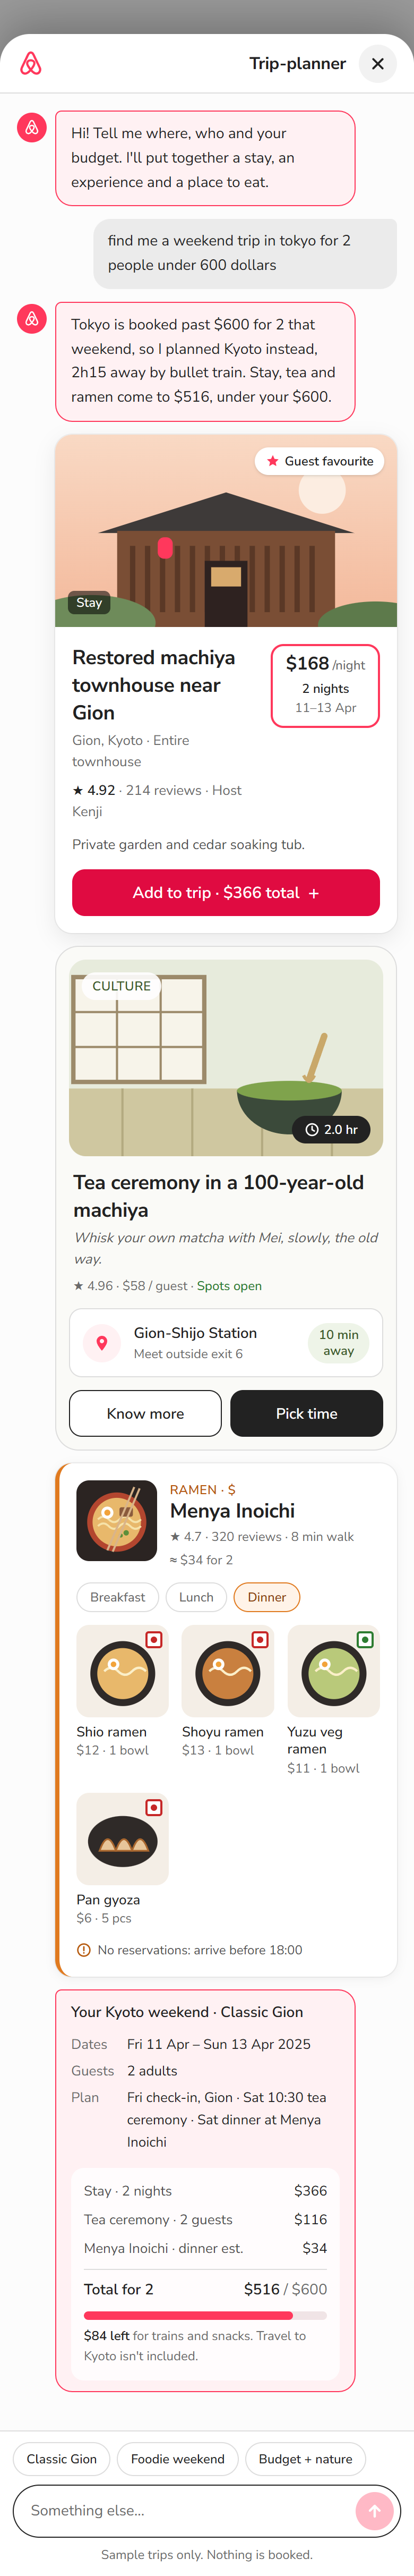 Trip-planner
Hi! Tell me where, who and your
budget. I'll put together a stay, an
experience and a place to eat.
find me a weekend trip in tokyo for 2
people under 600 dollars
Tokyo is booked past $600 for 2 that
weekend, so I planned Kyoto instead,
2h15 away by bullet train. Stay, tea and
ramen come to $516, under your $600.
★ Guest favourite
Stay
Restored machiya
townhouse near
Gion
$168 /night
2 nights
11–13 Apr
Gion, Kyoto · Entire
townhouse
★ 4.92 · 214 reviews · Host
Kenji
Private garden and cedar soaking tub.
Add to trip · $366 total +
CULTURE
2.0 hr
Tea ceremony in a 100-year-old
machiya
Whisk your own matcha with Mei, slowly, the old
way.
★ 4.96 · $58 / guest · Spots open
Gion-Shijo Station
Meet outside exit 6
10 min
away
Know more
Pick time
RAMEN · $
Menya Inoichi
★ 4.7 · 320 reviews · 8 min walk
≈ $34 for 2
Breakfast
Lunch
Dinner
Shio ramen
$12 · 1 bowl
Shoyu ramen
$13 · 1 bowl
Yuzu veg
ramen
$11 · 1 bowl
Pan gyoza
$6 · 5 pcs
No reservations: arrive before 18:00
Your Kyoto weekend · Classic Gion
Dates Fri 11 Apr – Sun 13 Apr 2025
Guests 2 adults
Plan Fri check-in, Gion · Sat 10:30 tea
ceremony · Sat dinner at Menya
Inoichi
Stay · 2 nights $366
Tea ceremony · 2 guests $116
Menya Inoichi · dinner est. $34
Total for 2 $516 / $600
$84 left for trains and snacks. Travel to
Kyoto isn't included.
Classic Gion
Foodie weekend
Budget + nature
Something else...
Sample trips only. Nothing is booked.